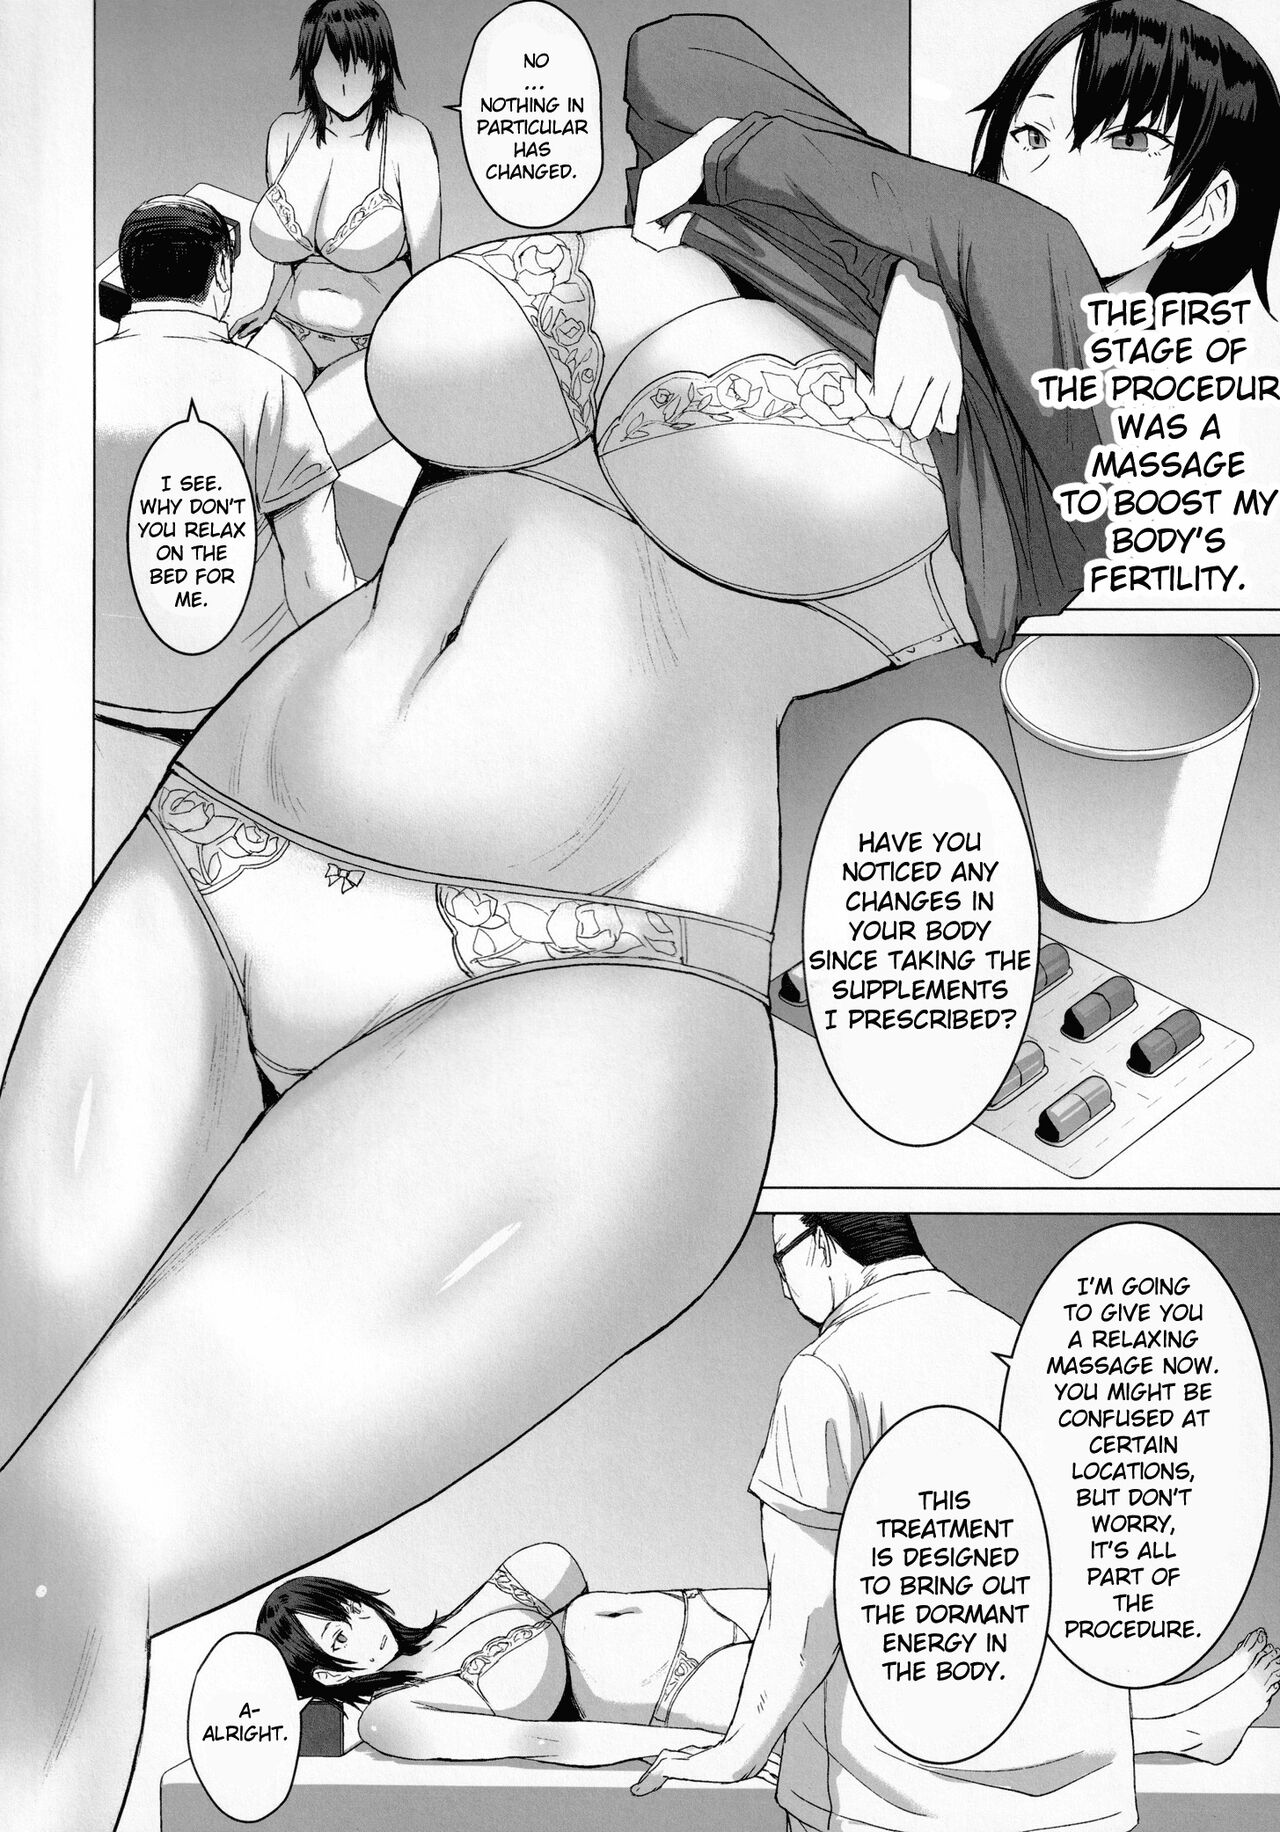 THE FIRST
STAGE OF
THE PROCEDUR
WAS A
MASSAGE
TO BOOST MY
BODY'S
FERTILITY.
HAVE YOU
NOTICED ANY
CHANGES IN
YOUR BODY
SINCE TAKING THE
SUPPLEMENTS
I PRESCRIBED?
NO
...
NOTHING IN
PARTICULAR
HAS
CHANGED.
I SEE.
WHY DON'T
YOU RELAX
ON THE
BED FOR
ME.
I'M GOING
TO GIVE YOU
A RELAXING
MASSAGE NOW.
YOU MIGHT BE
CONFUSED AT
CERTAIN
LOCATIONS,
BUT DON'T
WORRY,
IT'S ALL
PART OF
THE
PROCEDURE.
THIS
TREATMENT
IS DESIGNED
TO BRING OUT
THE DORMANT
ENERGY IN
THE BODY.
A-
ALRIGHT.